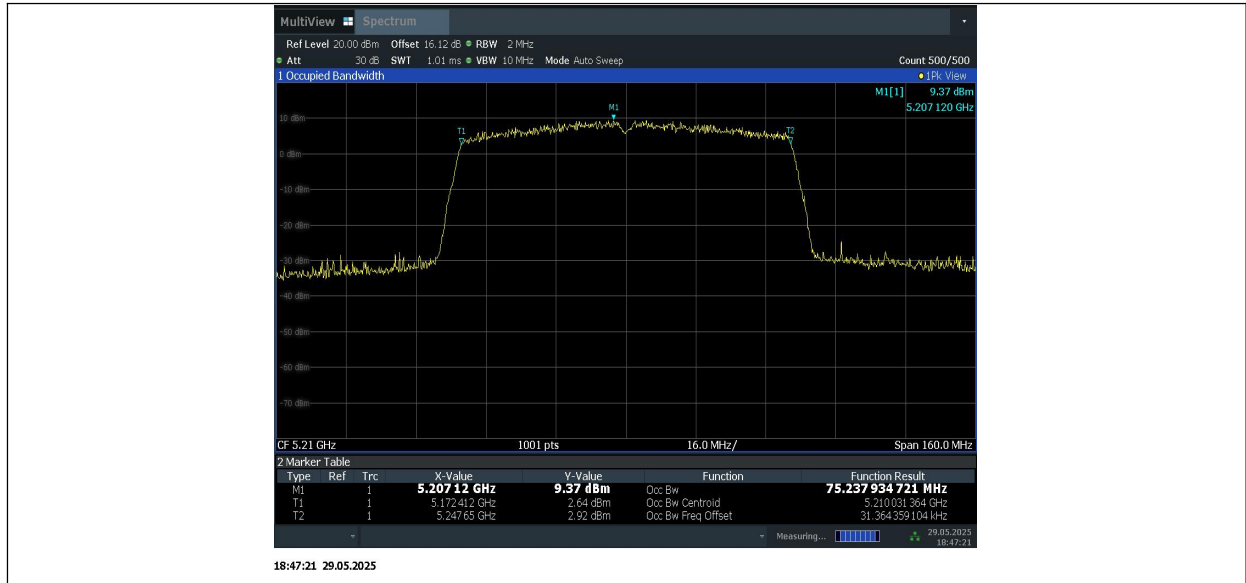 MultiView Spectrum
Ref Level 20.00 dBm Offset 16.12 dB RBW 2 MHz
Att 30 dB SWT 1.01 ms VBW 10 MHz Mode Auto Sweep Count 500/500
1 Occupied Bandwidth 1Pk View
M1[1] 9.37 dBm
5.207 120 GHz
M1
10 dBm
T1
T2
0 dBm
-10 dBm
-20 dBm
-30 dBm
-40 dBm
-50 dBm
-60 dBm
-70 dBm
CF 5.21 GHz 1001 pts 16.0 MHz/ Span 160.0 MHz
2 Marker Table
Type Ref Trc X-Value Y-Value Function Function Result
M1 1 5.207 12 GHz 9.37 dBm Occ Bw 75.237 934 721 MHz
T1 1 5.172 412 GHz 2.64 dBm Occ Bw Centroid 5.210 031 364 GHz
T2 1 5.247 65 GHz 2.92 dBm Occ Bw Freq Offset 31.364 359 104 kHz
Measuring... 29.05.2025
18:47:21
18:47:21 29.05.2025